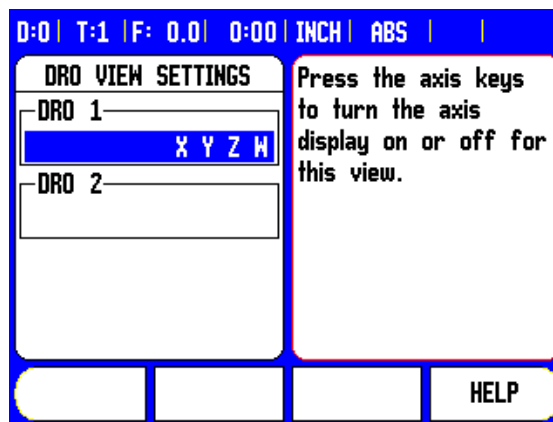 D:0 | T:1 | F: 0.0 | 0:00 | INCH | ABS | |
DRO VIEW SETTINGS
DRO 1
X Y Z W
DRO 2
Press the axis keys
to turn the axis
display on or off for
this view.
HELP